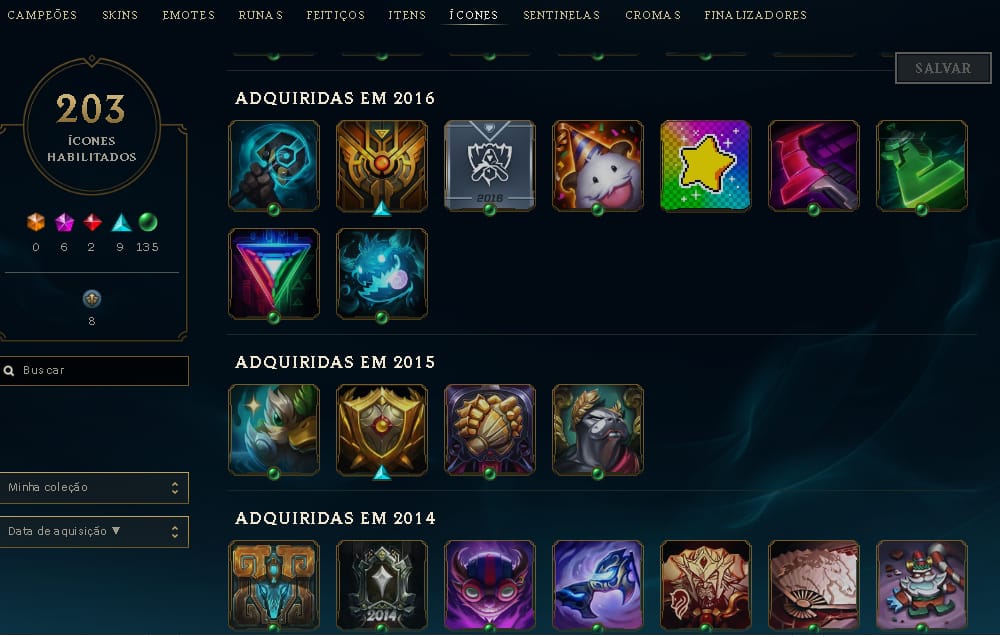 CAMPEÕES SKINS EMOTES RUNAS FEITIÇOS ITENS ÍCONES SENTINELAS CROMAS FINALIZADORES
SALVAR
203
ÍCONES
HABILITADOS
0 6 2 9 135
8
Buscar
Minha coleção
Data de aquisição ▼
ADQUIRIDAS EM 2016
2016
ADQUIRIDAS EM 2015
ADQUIRIDAS EM 2014
2014